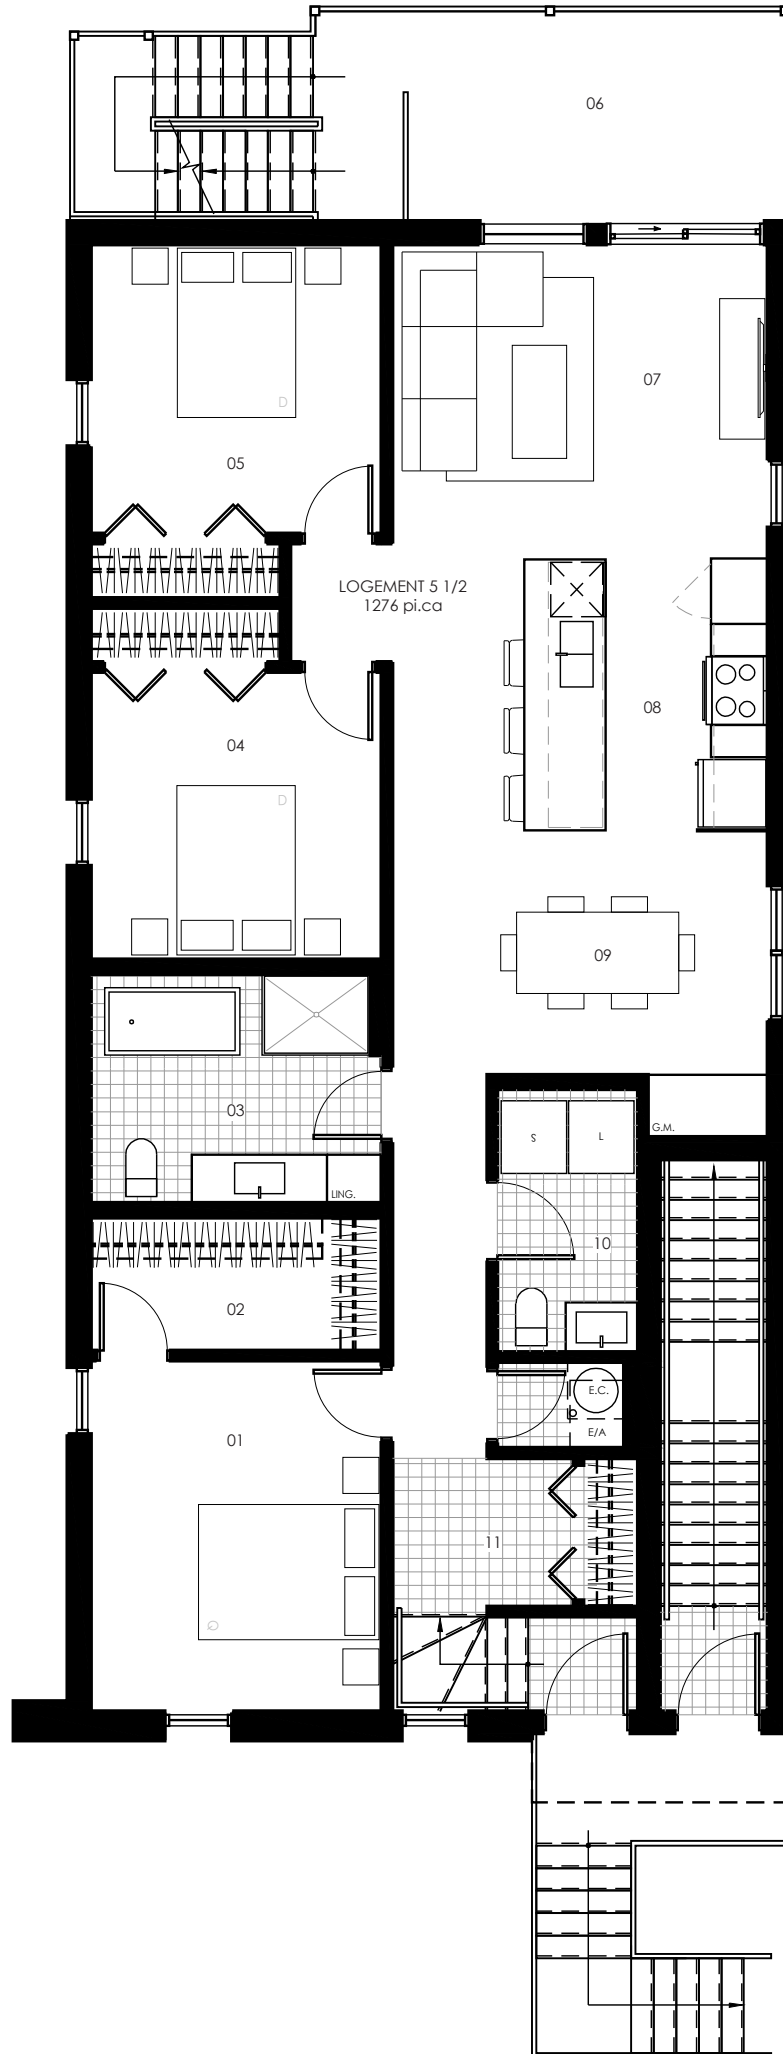 06
07
D
05
LOGEMENT 5 1/2
1276 pi.ca
08
04
D
09
03
G.M.
S
L
LING.
10
02
E.C.
E/A
01
11
Q